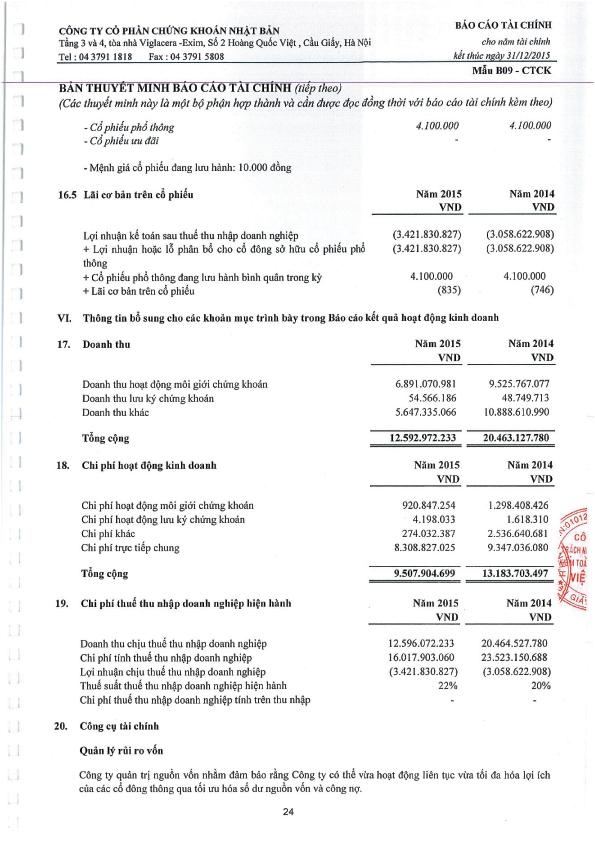 CÔNG TY CỔ PHẦN CHỨNG KHOÁN NHẬT BẢN
BÁO CÁO TÀI CHÍNH
Tầng 3 và 4, tòa nhà Viglacera -Exim, Số 2 Hoàng Quốc Việt , Cầu Giấy, Hà Nội
cho năm tài chính
Tel : 04 3791 1818 Fax : 04 3791 5808
kết thúc ngày 31/12/2015
Mẫu B09 - CTCK
BẢN THUYẾT MINH BÁO CÁO TÀI CHÍNH (tiếp theo)
(Các thuyết minh này là một bộ phận hợp thành và cần được đọc đồng thời với báo cáo tài chính kèm theo)
- Cổ phiếu phổ thông 4.100.000 4.100.000
- Cổ phiếu ưu đãi - -
- Mệnh giá cổ phiếu đang lưu hành: 10.000 đồng
16.5 Lãi cơ bản trên cổ phiếu Năm 2015 Năm 2014
VND VND
Lợi nhuận kế toán sau thuế thu nhập doanh nghiệp (3.421.830.827) (3.058.622.908)
+ Lợi nhuận hoặc lỗ phân bổ cho cổ đông sở hữu cổ phiếu phổ (3.421.830.827) (3.058.622.908)
thông
+ Cổ phiếu phổ thông đang lưu hành bình quân trong kỳ 4.100.000 4.100.000
+ Lãi cơ bản trên cổ phiếu (835) (746)
VI. Thông tin bổ sung cho các khoản mục trình bày trong Báo cáo kết quả hoạt động kinh doanh
17. Doanh thu Năm 2015 Năm 2014
VND VND
Doanh thu hoạt động môi giới chứng khoán 6.891.070.981 9.525.767.077
Doanh thu lưu ký chứng khoán 54.566.186 48.749.713
Doanh thu khác 5.647.335.066 10.888.610.990
Tổng cộng 12.592.972.233 20.463.127.780
18. Chi phí hoạt động kinh doanh Năm 2015 Năm 2014
VND VND
Chi phí hoạt động môi giới chứng khoán 920.847.254 1.298.408.426
Chi phí hoạt động lưu ký chứng khoán 4.198.033 1.618.310
Chi phí khác 274.032.387 2.536.640.681
Chi phí trực tiếp chung 8.308.827.025 9.347.036.080
Tổng cộng 9.507.904.699 13.183.703.497
19. Chi phí thuế thu nhập doanh nghiệp hiện hành Năm 2015 Năm 2014
VND VND
Doanh thu chịu thuế thu nhập doanh nghiệp 12.596.072.233 20.464.527.780
Chi phí tính thuế thu nhập doanh nghiệp 16.017.903.060 23.523.150.688
Lợi nhuận chịu thuế thu nhập doanh nghiệp (3.421.830.827) (3.058.622.908)
Thuế suất thuế thu nhập doanh nghiệp hiện hành 22% 20%
Chi phí thuế thu nhập doanh nghiệp tính trên thu nhập - -
20. Công cụ tài chính
Quản lý rủi ro vốn
Công ty quản trị nguồn vốn nhằm đảm bảo rằng Công ty có thể vừa hoạt động liên tục vừa tối đa hóa lợi ích
của các cổ đông thông qua tối ưu hóa số dư nguồn vốn và công nợ.
24